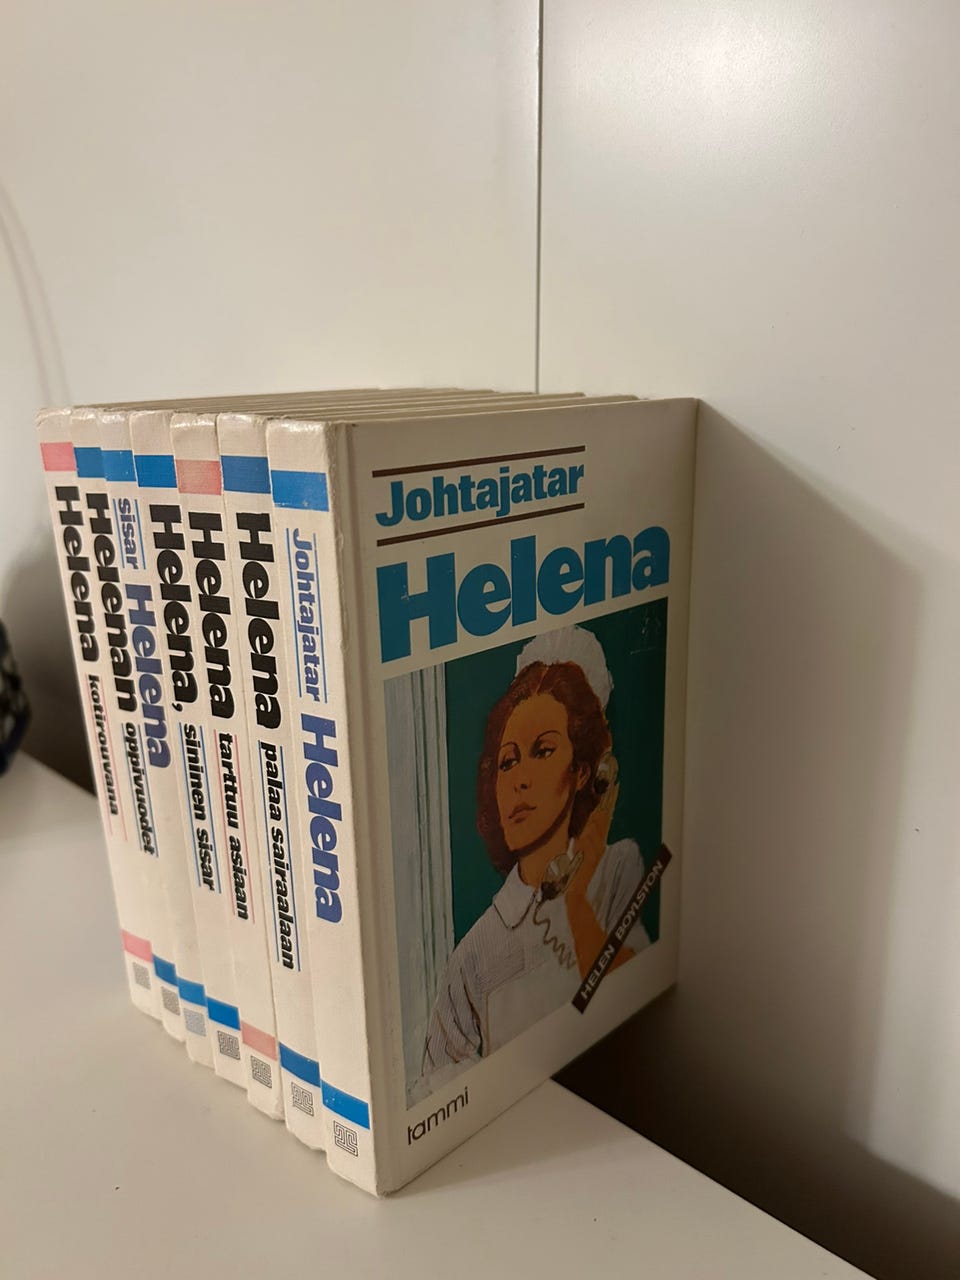 Helena kotirouvana
Helenan oppivuodet
sisar Helena
Helena, sininen sisar
Helena tarttuu asiaan
Helena palaa sairaalaan
Johtajatar Helena
Johtajatar
Helena
HELEN BOYLSTON
tammi